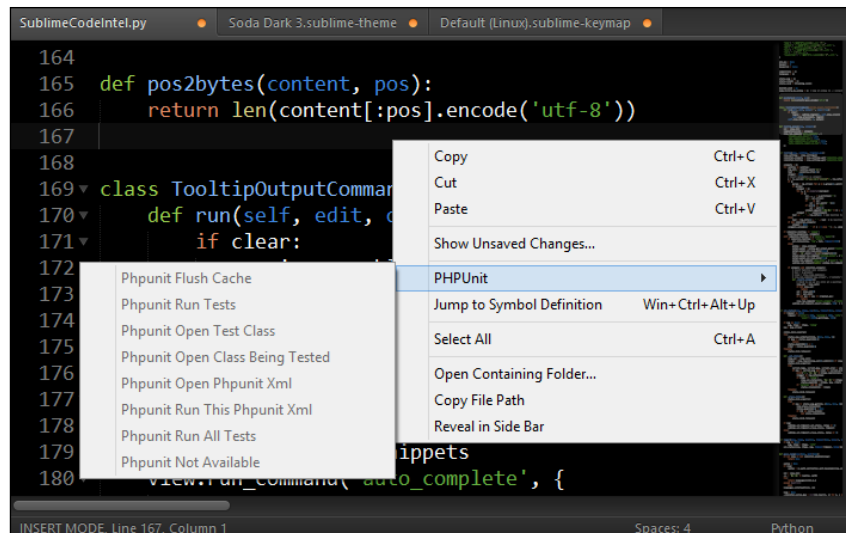 SublimeCodeIntel.py Soda Dark 3.sublime-theme Default (Linux).sublime-keymap
164
165 def pos2bytes(content, pos):
166 return len(content[:pos].encode('utf-8'))
167
168
169 class TooltipOutputComman
170 def run(self, edit,
171 if clear:
172
173
174
175
176
177
178
179 ippets
180 view.run_command('auto_complete', {
Copy Ctrl+C
Cut Ctrl+X
Paste Ctrl+V
Show Unsaved Changes...
PHPUnit
Jump to Symbol Definition Win+Ctrl+Alt+Up
Select All Ctrl+A
Open Containing Folder...
Copy File Path
Reveal in Side Bar
Phpunit Flush Cache
Phpunit Run Tests
Phpunit Open Test Class
Phpunit Open Class Being Tested
Phpunit Open Phpunit Xml
Phpunit Run This Phpunit Xml
Phpunit Run All Tests
Phpunit Not Available
INSERT MODE, Line 167, Column 1 Spaces: 4 Python